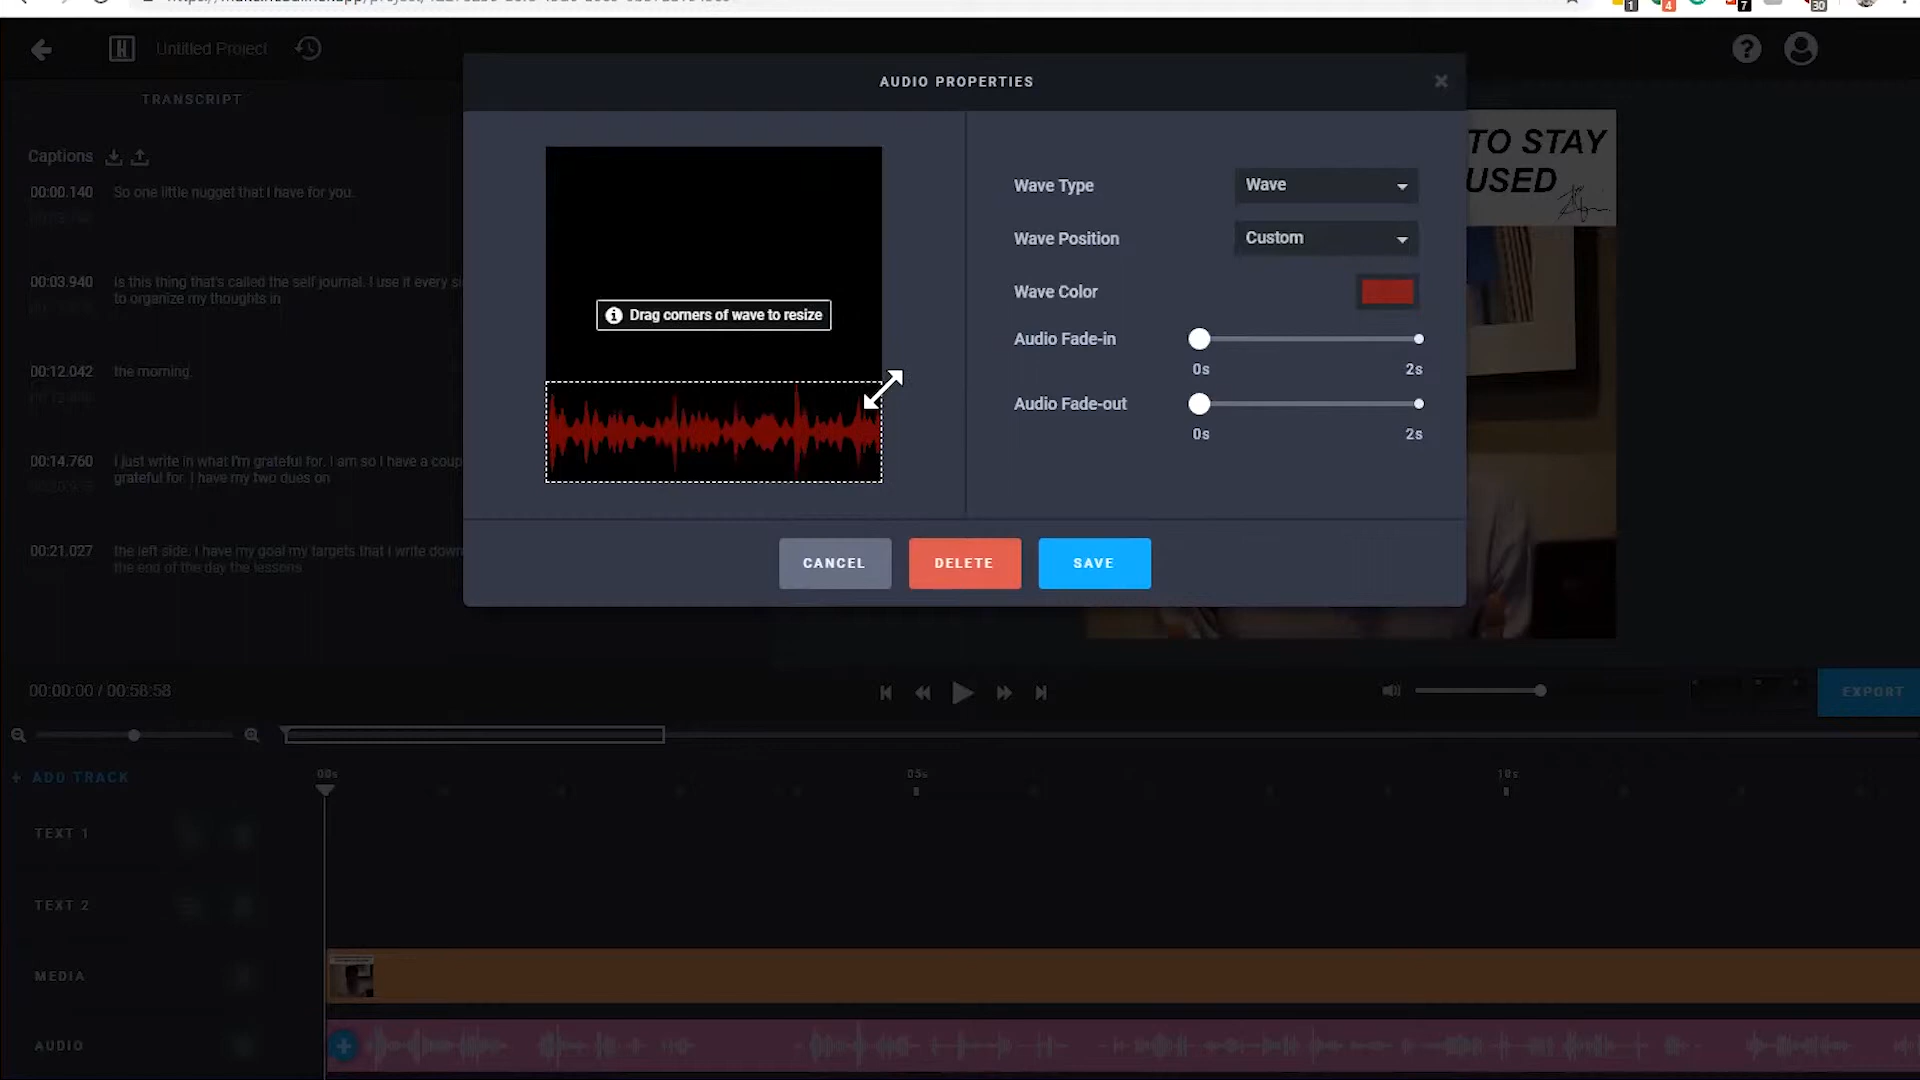 1
4
7
30
Untitled Project
AUDIO PROPERTIES
TRANSCRIPT
Captions
00:00.140 So one little nugget that I have for you.
00:03.940 Is this thing that's called the self journal. I use it every
to organize my thoughts in
00:12.042 the morning.
00:14.760 I just write in what I'm grateful for. I am so I have a coup
grateful for. I have my two dues on
00:21.027 the left side. I have my goal my targets that I write down
the end of the day the lessons
Drag corners of wave to resize
Wave Type Wave
Wave Position Custom
Wave Color
Audio Fade-in
0s 2s
Audio Fade-out
0s 2s
CANCEL DELETE SAVE
TO STAY
USED
00:00:00 / 00:58:58
EXPORT
+ ADD TRACK
00s 05s 10s
TEXT 1
TEXT 2
MEDIA
AUDIO